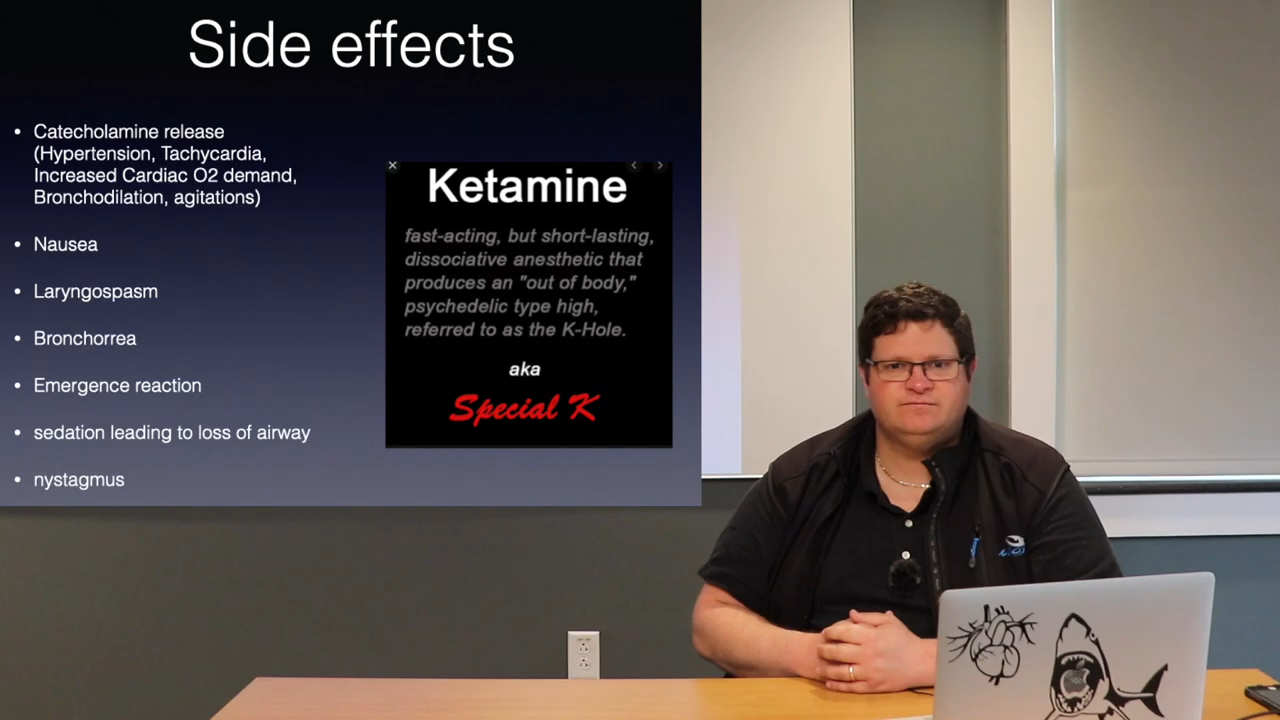 Side effects
• Catecholamine release
(Hypertension, Tachycardia,
Increased Cardiac O2 demand,
Bronchodilation, agitations)
• Nausea
• Laryngospasm
• Bronchorrea
• Emergence reaction
• sedation leading to loss of airway
• nystagmus
Ketamine
fast-acting, but short-lasting,
dissociative anesthetic that
produces an "out of body,"
psychedelic type high,
referred to as the K-Hole.
aka
Special K